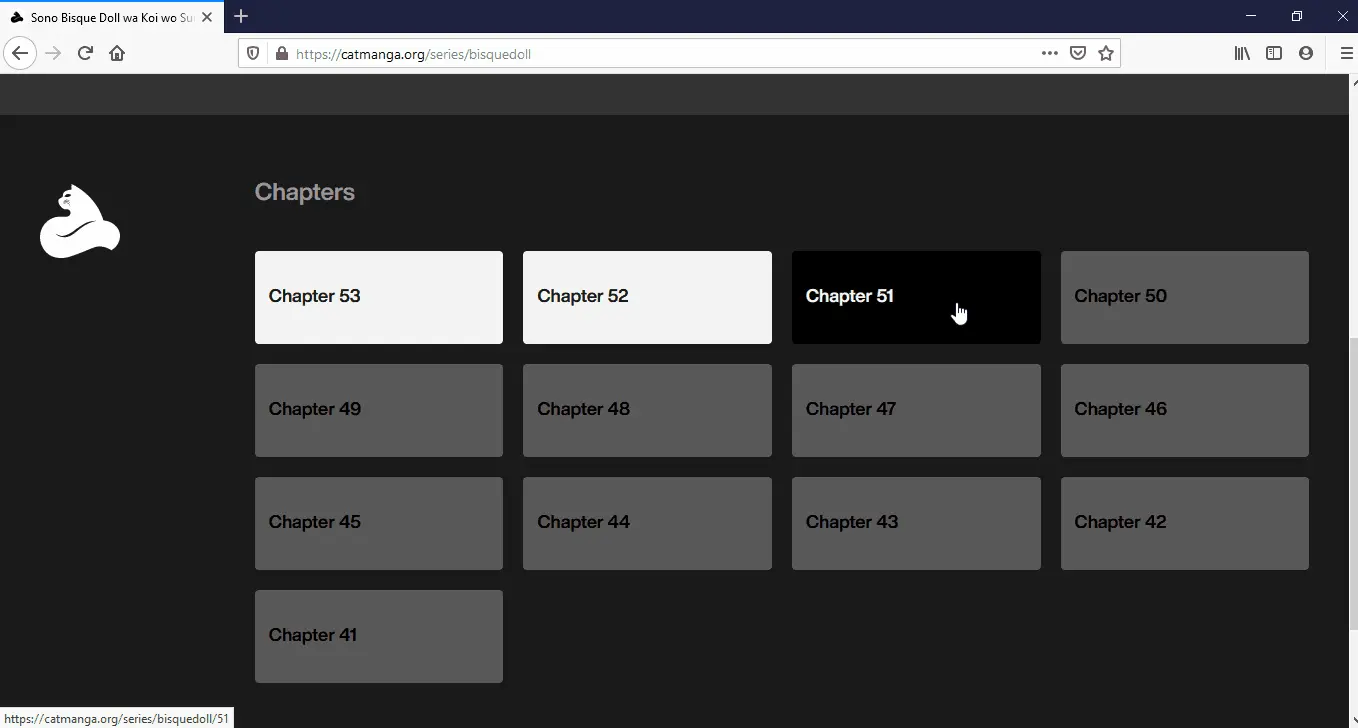 Sono Bisque Doll wa Koi wo Su
https://catmanga.org/series/bisquedoll
Chapters
Chapter 53
Chapter 52
Chapter 51
Chapter 50
Chapter 49
Chapter 48
Chapter 47
Chapter 46
Chapter 45
Chapter 44
Chapter 43
Chapter 42
Chapter 41
https://catmanga.org/series/bisquedoll/51